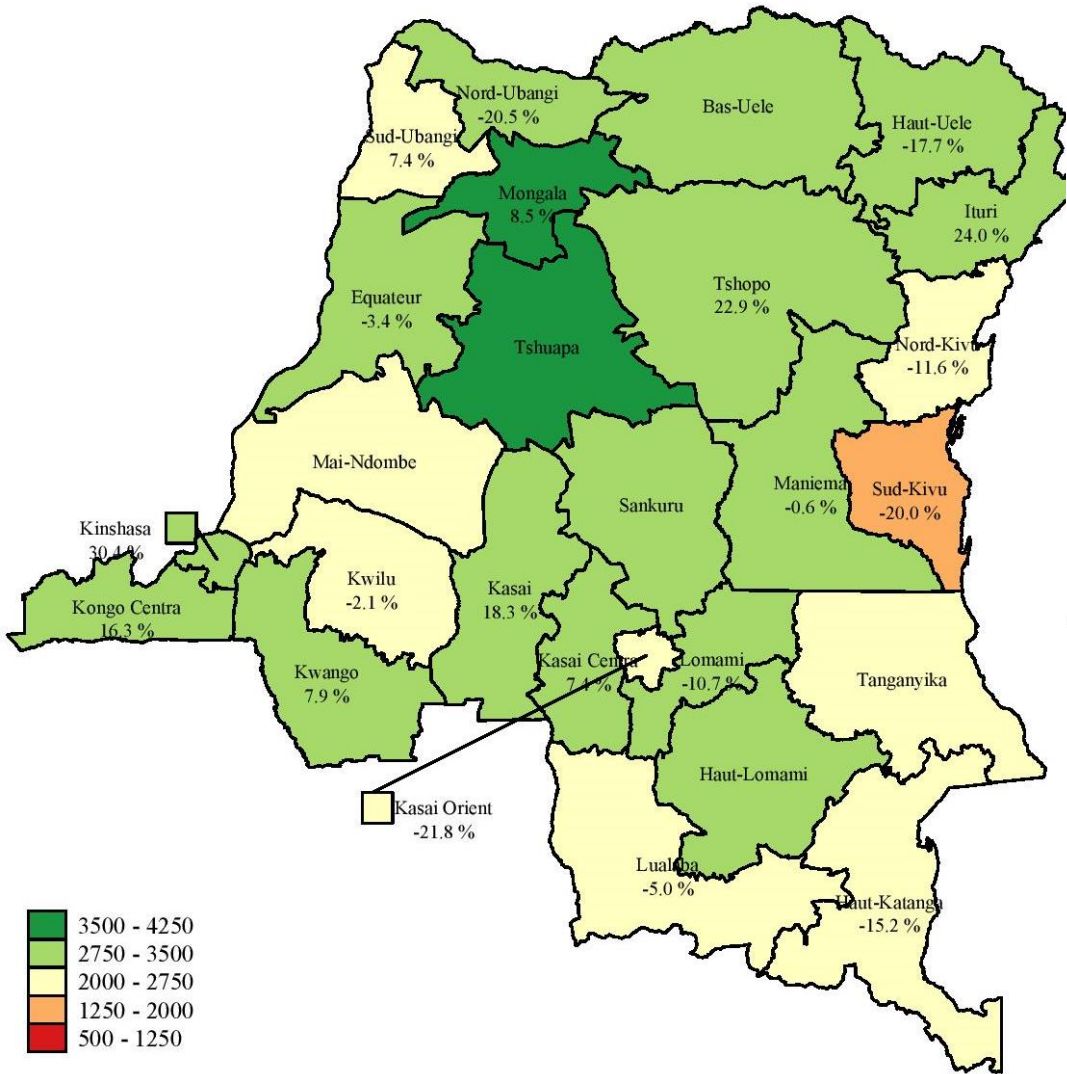 Nord-Ubangi
-20.5 %
Bas-Uele
Haut-Uele
-17.7 %
Sud-Ubangi
7.4 %
Mongala
8.5 %
Ituri
24.0 %
Equateur
-3.4 %
Tshopo
22.9 %
Tshuapa
Nord-Kivu
-11.6 %
Mai-Ndombe
Sankuru
Maniema
-0.6 %
Sud-Kivu
-20.0 %
Kinshasa
30.4 %
Kwilu
-2.1 %
Kasai
18.3 %
Kongo Centra
16.3 %
Kwango
7.9 %
Kasai Centra
7.4 %
Lomami
-10.7 %
Tanganyika
Haut-Lomami
Kasai Orient
-21.8 %
Lualaba
-5.0 %
Haut-Katanga
-15.2 %
3500 - 4250
2750 - 3500
2000 - 2750
1250 - 2000
500 - 1250